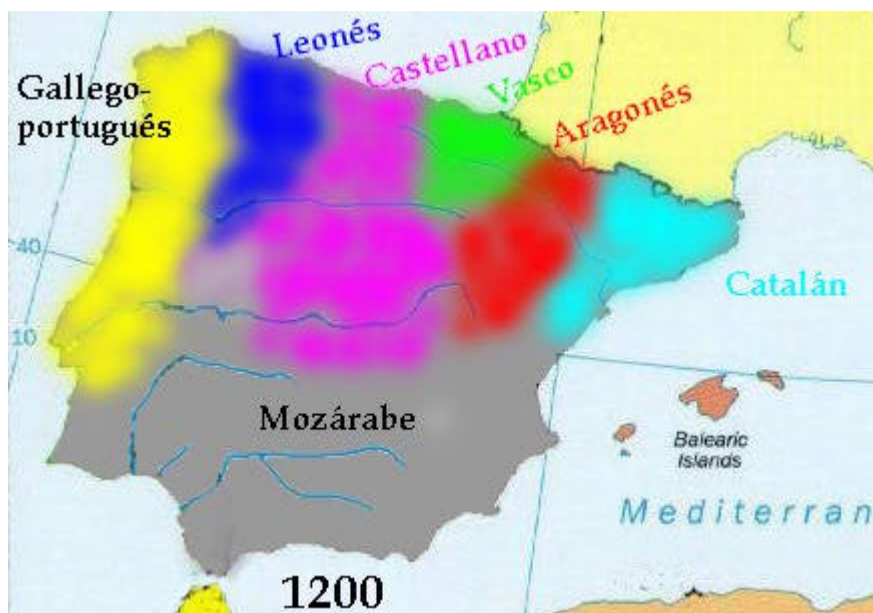 Leonés
Castellano
Vasco
Gallego-
portugués
Aragonés
40
Catalán
10
Mozárabe
Balearic
Islands
Mediterran
1200